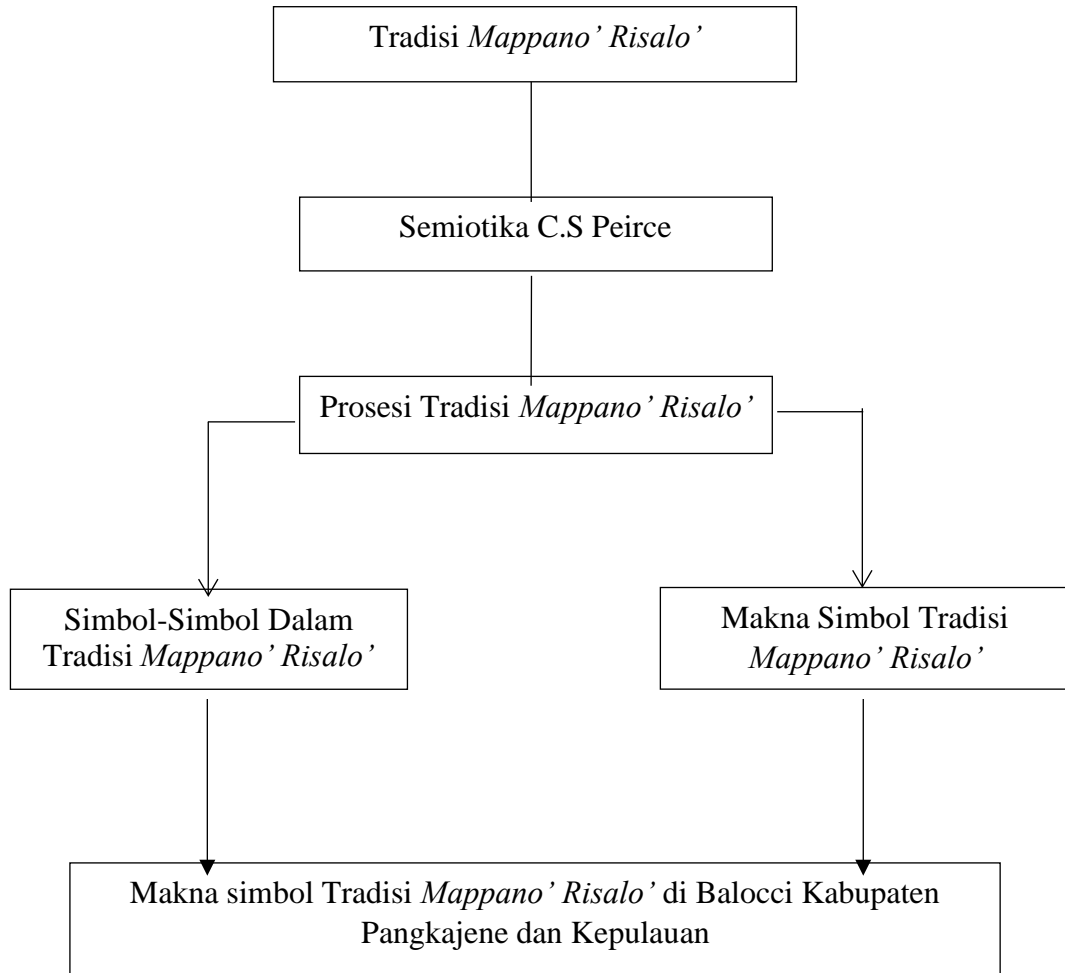 Tradisi Mappano’ Risalo’
Semiotika C.S Peirce
Prosesi Tradisi Mappano’ Risalo’
Simbol-Simbol Dalam
Tradisi Mappano’ Risalo’
Makna Simbol Tradisi
Mappano’ Risalo’
Makna simbol Tradisi Mappano’ Risalo’ di Balocci Kabupaten
Pangkajene dan Kepulauan